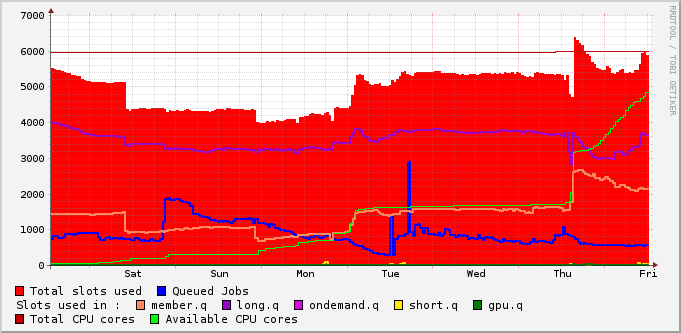 RRDTOOL / TOBI OETIKER
7000
6000
5000
4000
3000
2000
1000
0
Sat Sun Mon Tue Wed Thu Fri
Total slots used Queued Jobs
Slots used in : member.q long.q ondemand.q short.q gpu.q
Total CPU cores Available CPU cores